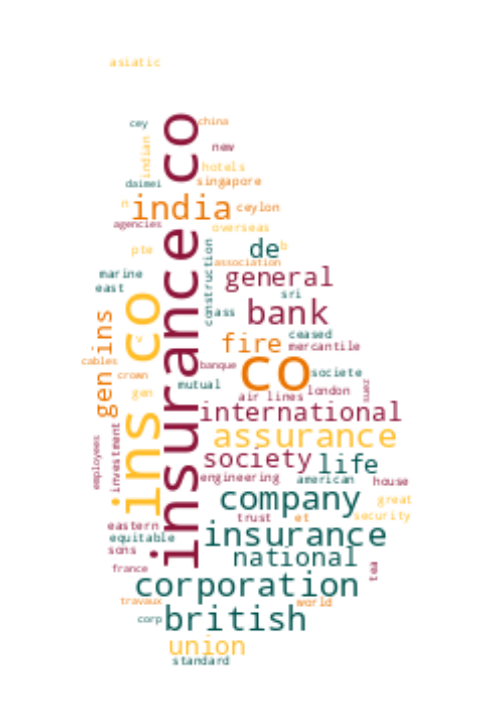 asiatic
cey
china
indian
new
hotels
daimei
singapore
n
india
ceylon
agencies
overseas
insurance co
pte
construction
de
b
association
marine
general
east
sri
ins co
bank
ass
gen ins
v
fire
ceased
mercantile
cables
banque
co
societe
crown
mutual
gen
air lines
london
suez
international
employees
investment
assurance
society
life
engineering
american
house
company
great
trust
et
security
eastern
insurance
equitable
sons
national
france
tea
corporation
travaux
world
corp
british
union
standard